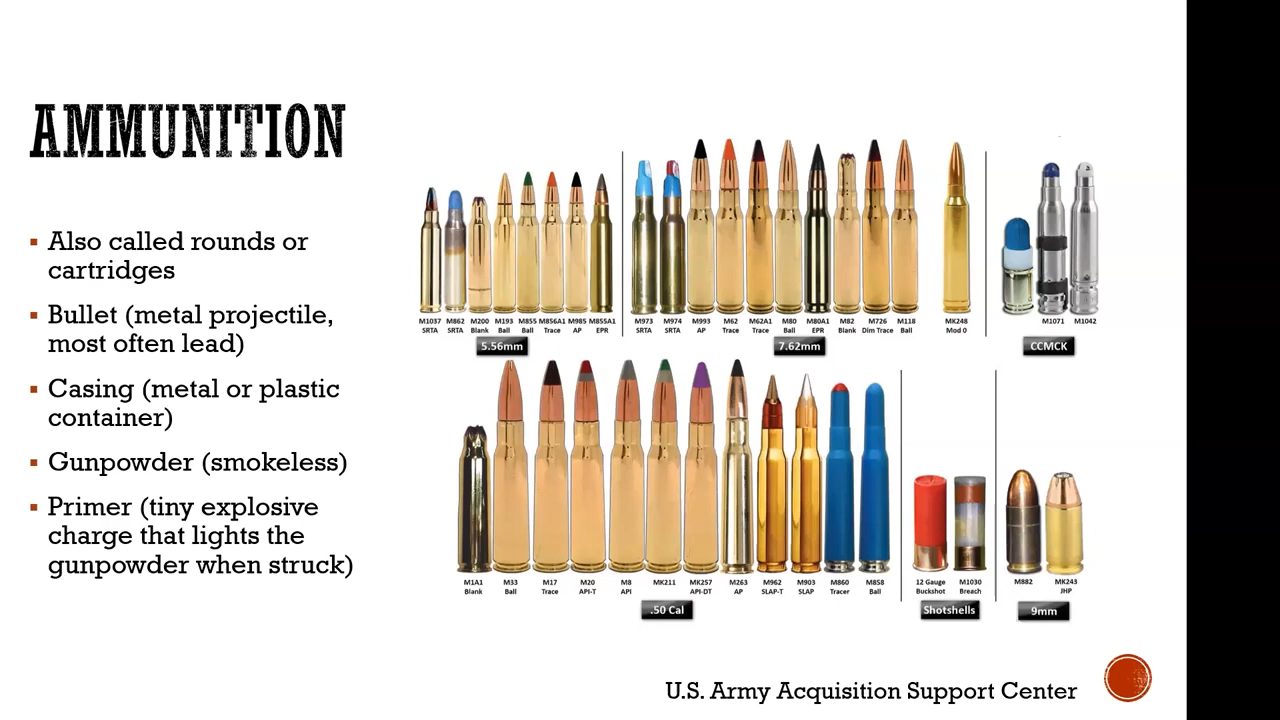 AMMUNITION
Also called rounds or
cartridges
Bullet (metal projectile,
most often lead)
Casing (metal or plastic
container)
Gunpowder (smokeless)
Primer (tiny explosive
charge that lights the
gunpowder when struck)
M1037 M862 M200 M193 M855 M856A1 M985 M855A1
SRTA SRTA Blank Ball Ball Trace AP EPR
5.56mm
M973 M974 M993 M62 M62A1 M80 M80A1 M82 M726 M118 MK248
SRTA SRTA AP Trace Trace Ball EPR Blank Dim Trace Ball Mod 0
7.62mm
M1071 M1042
CCMCK
M1A1 M33 M17 M20 M8 MK211 MK257 M263 M962 M903 M860 M858
Blank Ball Trace API-T API API-DT AP SLAP-T SLAP Tracer Ball
.50 Cal
12 Gauge M1030
Buckshot Breach
Shotshells
M882 MK243
JHP
9mm
U.S. Army Acquisition Support Center